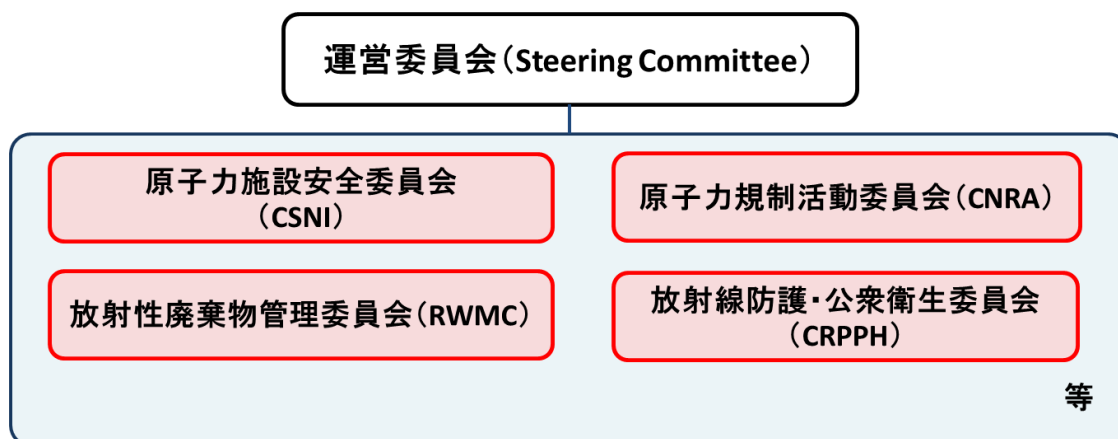 運営委員会（Steering Committee）
原子力施設安全委員会
（CSNI）
原子力規制活動委員会（CNRA）
放射性廃棄物管理委員会（RWMC）
放射線防護・公衆衛生委員会
（CRPPH）
等